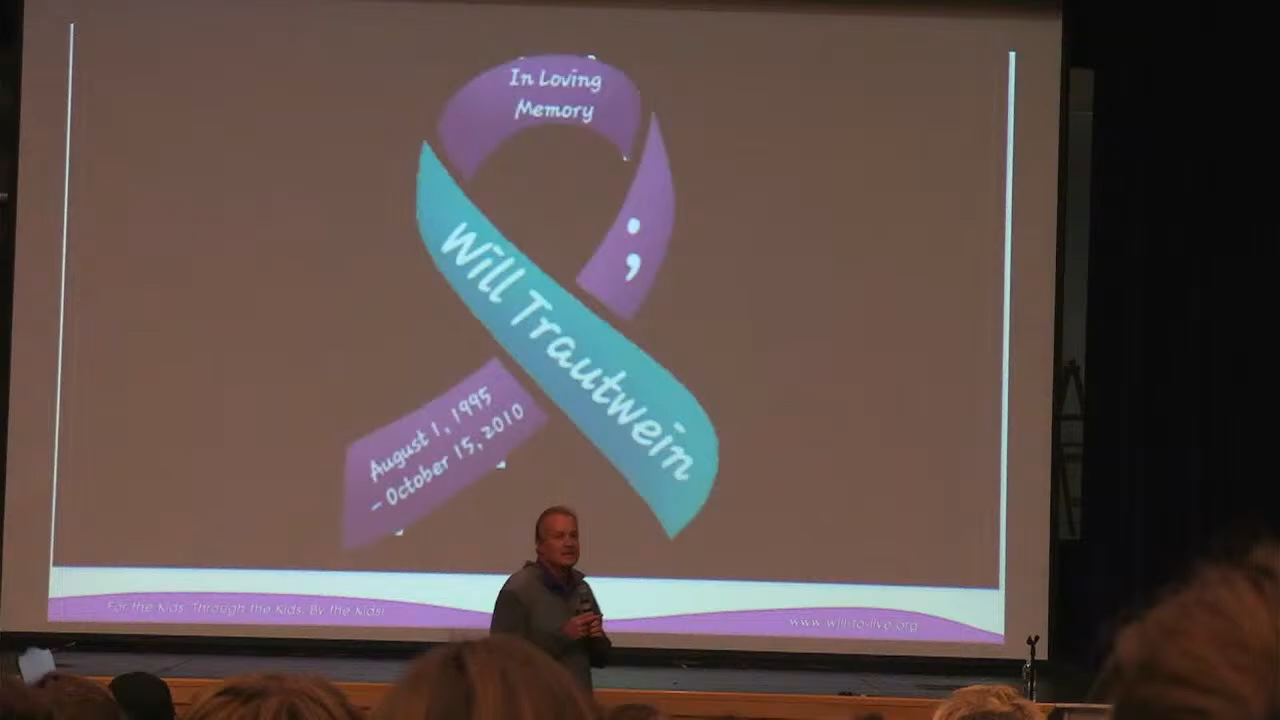 In Loving
Memory
;
Will Trautwein
August 1, 1995
- October 15, 2010
For the Kids. Through the Kids. By the Kids!
www.will-to-live.org